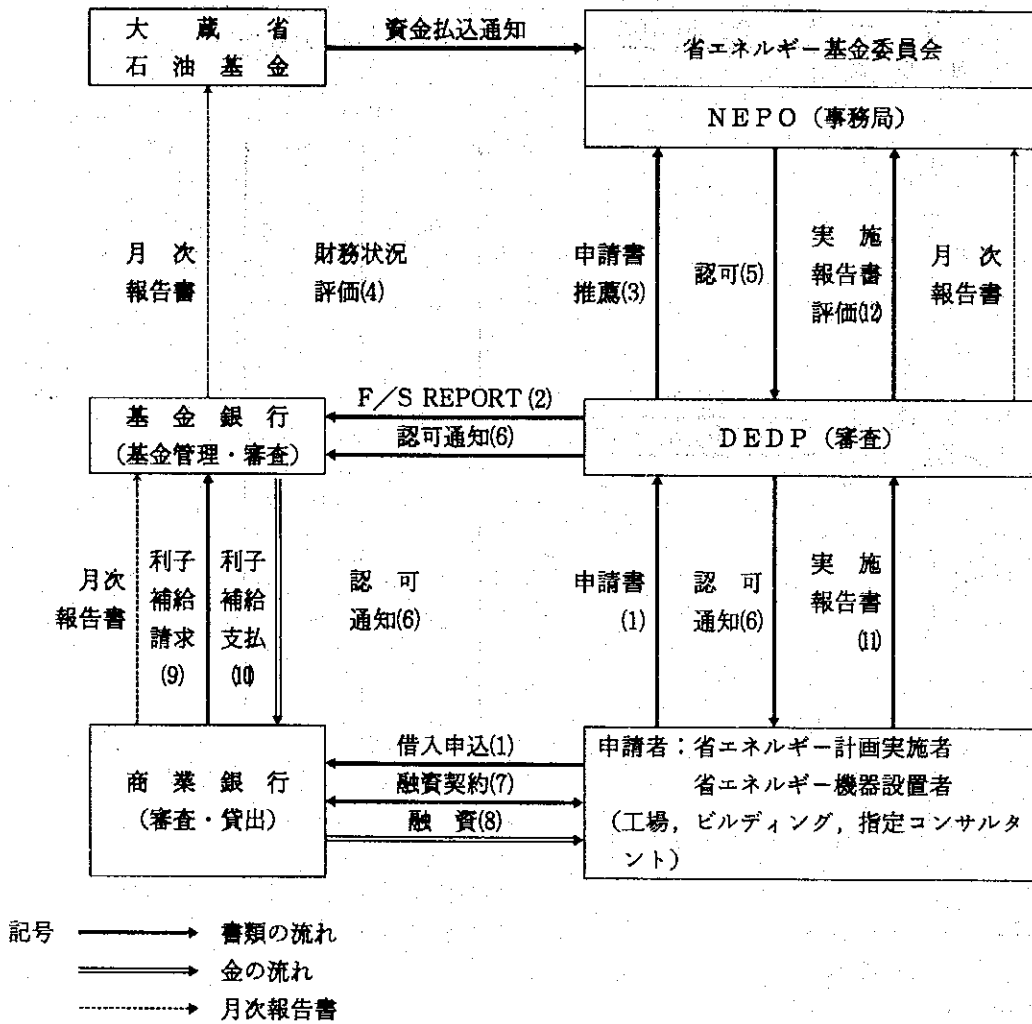 大蔵省
石油基金
資金払込通知
省エネルギー基金委員会
NEPO（事務局）
月次
報告書
財務状況
評価(4)
申請書
推薦(3)
認可(5)
実施
報告書
評価(12)
月次
報告書
基金銀行
（基金管理・審査）
F／S REPORT (2)
認可通知(6)
DEDP（審査）
月次
報告書
利子
補給
請求
(9)
利子
補給
支払
(10)
認可
通知(6)
申請書
(1)
認可
通知(6)
実施
報告書
(11)
商業銀行
（審査・貸出）
借入申込(1)
融資契約(7)
融資(8)
申請者：省エネルギー計画実施者
省エネルギー機器設置者
（工場，ビルディング，指定コンサルタ
ント）
記号
書類の流れ
金の流れ
月次報告書